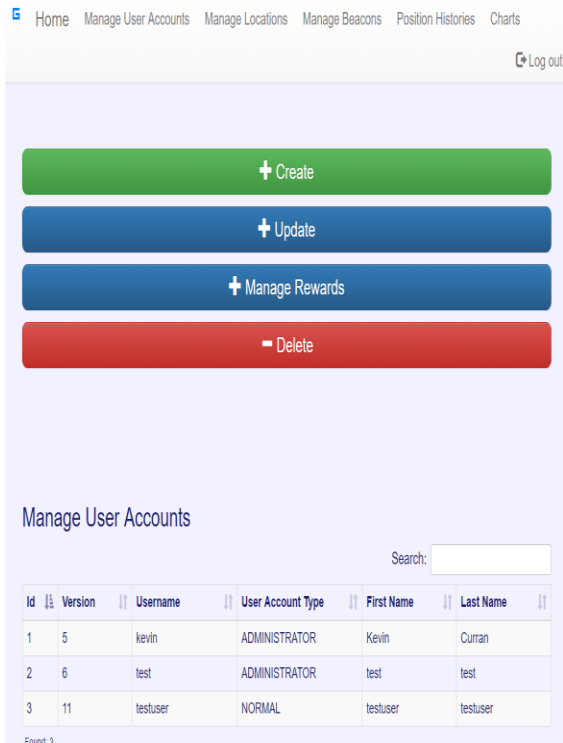 G Home Manage User Accounts Manage Locations Manage Beacons Position Histories Charts
Log out
Create
Update
Manage Rewards
Delete
Manage User Accounts
Search:
Id Version Username User Account Type First Name Last Name
1 5 kevin ADMINISTRATOR Kevin Curran
2 6 test ADMINISTRATOR test test
3 11 testuser NORMAL testuser testuser
Found: 3